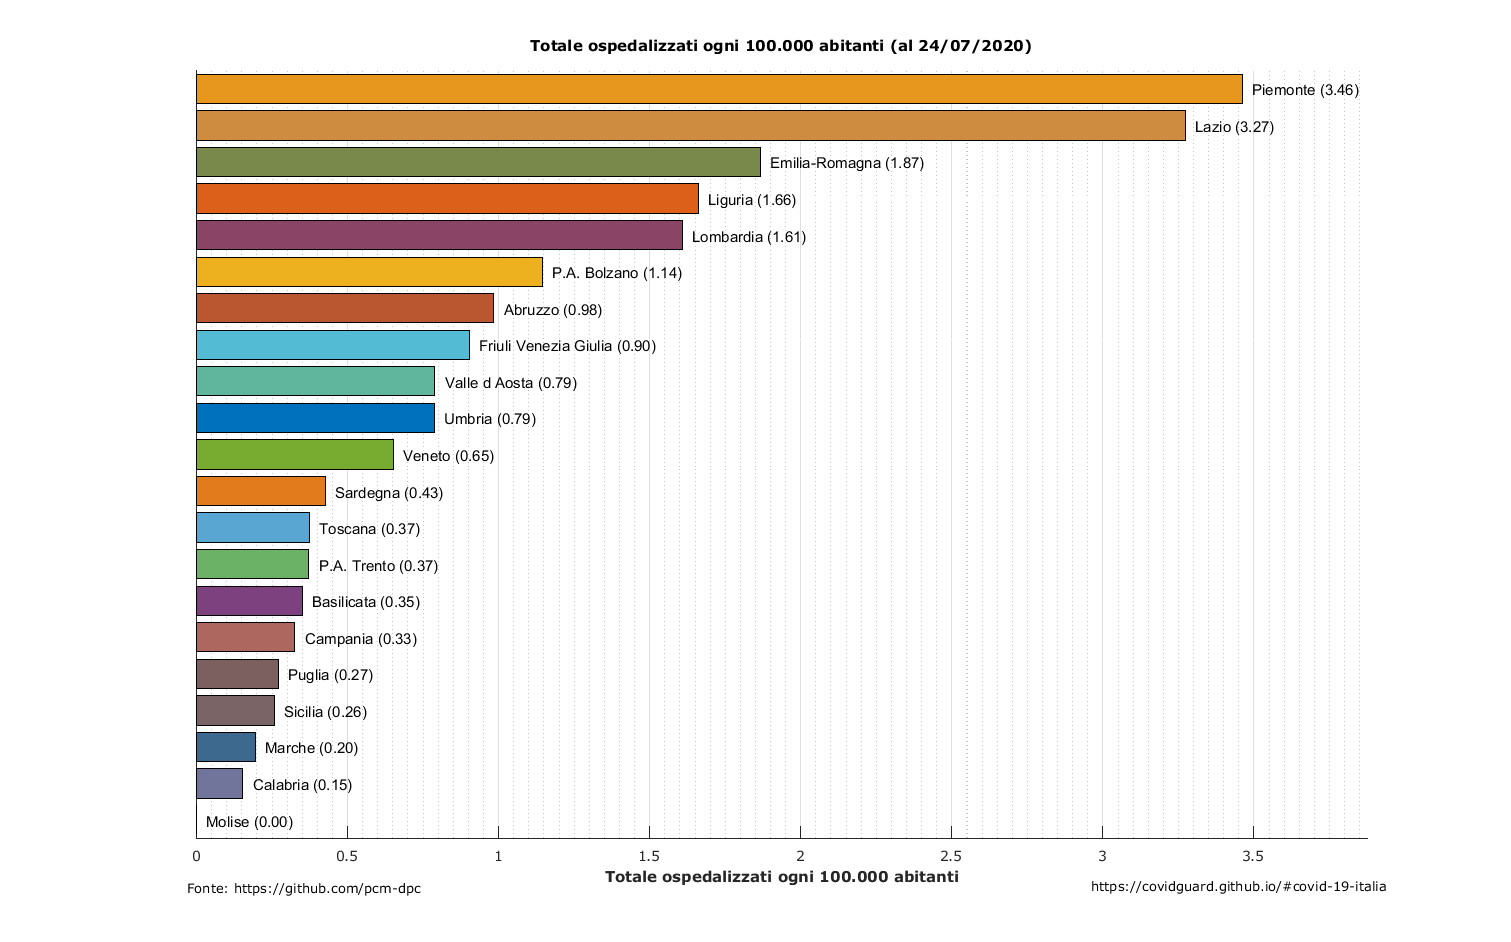 Totale ospedalizzati ogni 100.000 abitanti (al 24/07/2020)
Piemonte (3.46)
Lazio (3.27)
Emilia-Romagna (1.87)
Liguria (1.66)
Lombardia (1.61)
P.A. Bolzano (1.14)
Abruzzo (0.98)
Friuli Venezia Giulia (0.90)
Valle d Aosta (0.79)
Umbria (0.79)
Veneto (0.65)
Sardegna (0.43)
Toscana (0.37)
P.A. Trento (0.37)
Basilicata (0.35)
Campania (0.33)
Puglia (0.27)
Sicilia (0.26)
Marche (0.20)
Calabria (0.15)
Molise (0.00)
0 0.5 1 1.5 2 2.5 3 3.5
Totale ospedalizzati ogni 100.000 abitanti
Fonte: https://github.com/pcm-dpc
https://covidguard.github.io/#covid-19-italia